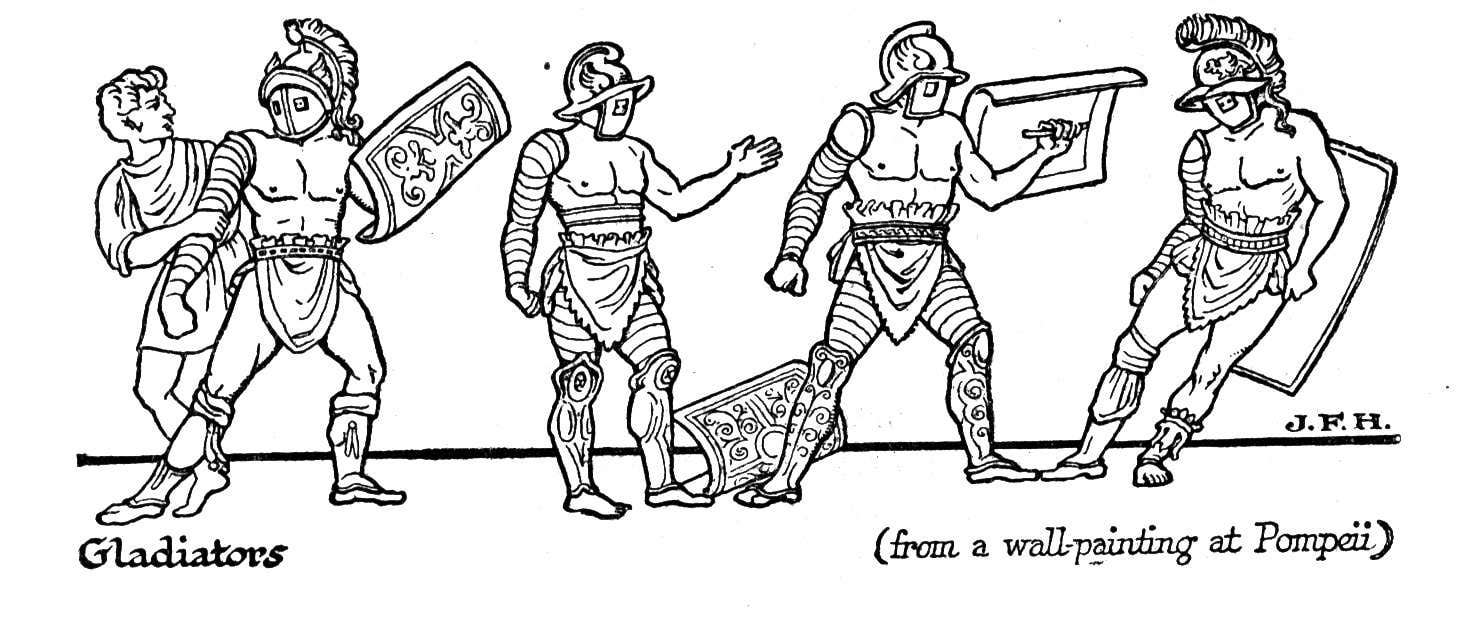 J.F.H.
Gladiators
(from a wall-painting at Pompeii)